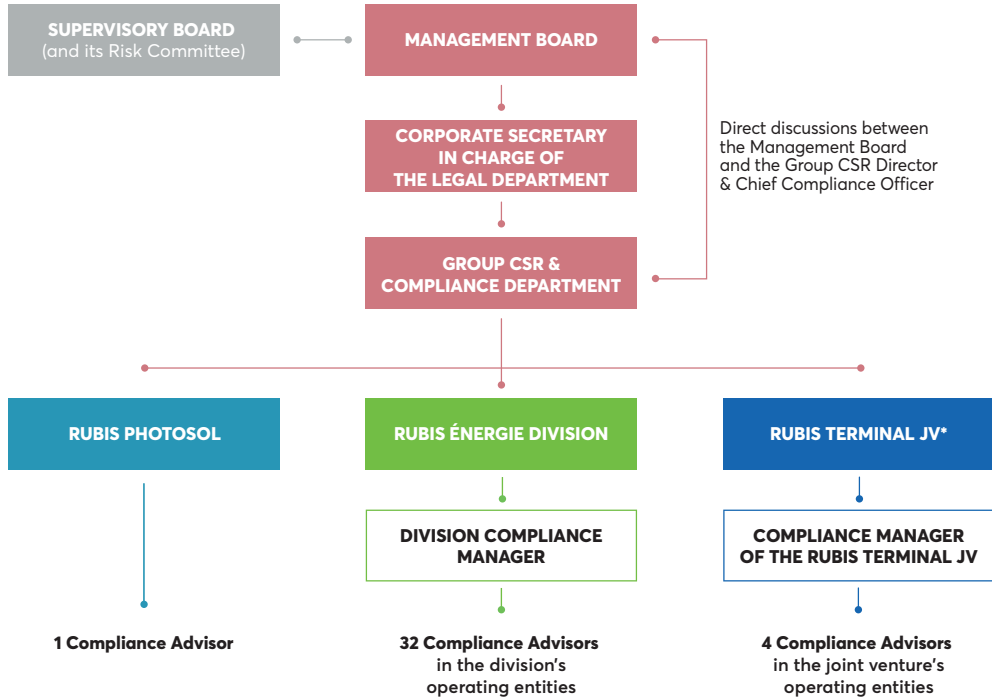 SUPERVISORY BOARD
(and its Risk Committee)
MANAGEMENT BOARD
CORPORATE SECRETARY
IN CHARGE OF
THE LEGAL DEPARTMENT
Direct discussions between
the Management Board
and the Group CSR Director
& Chief Compliance Officer
GROUP CSR &
COMPLIANCE DEPARTMENT
RUBIS PHOTOSOL
RUBIS ÉNERGIE DIVISION
RUBIS TERMINAL JV*
DIVISION COMPLIANCE
MANAGER
COMPLIANCE MANAGER
OF THE RUBIS TERMINAL JV
1 Compliance Advisor
32 Compliance Advisors
in the division's
operating entities
4 Compliance Advisors
in the joint venture's
operating entities